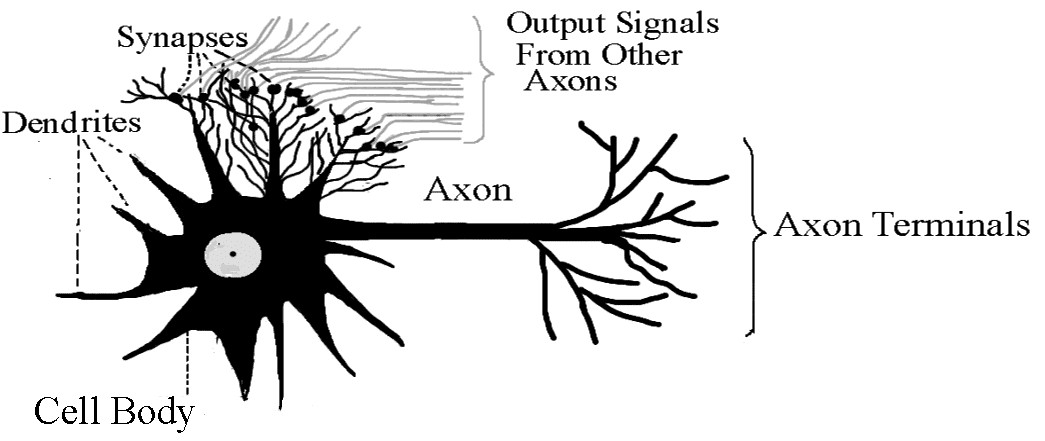 Synapses
Output Signals
From Other
Axons
Dendrites
Axon
Axon Terminals
Cell Body